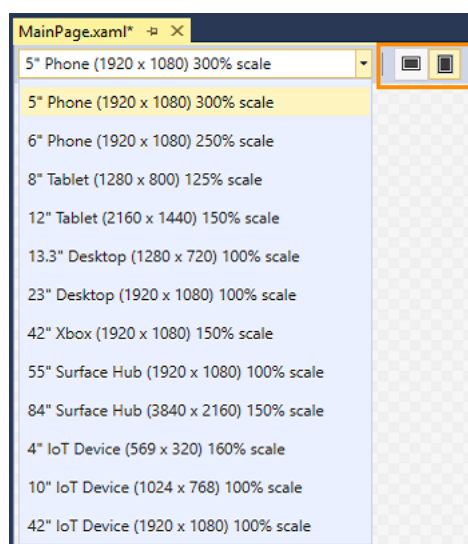 MainPage.xaml*
5" Phone (1920 x 1080) 300% scale
5" Phone (1920 x 1080) 300% scale
6" Phone (1920 x 1080) 250% scale
8" Tablet (1280 x 800) 125% scale
12" Tablet (2160 x 1440) 150% scale
13.3" Desktop (1280 x 720) 100% scale
23" Desktop (1920 x 1080) 100% scale
42" Xbox (1920 x 1080) 150% scale
55" Surface Hub (1920 x 1080) 100% scale
84" Surface Hub (3840 x 2160) 150% scale
4" IoT Device (569 x 320) 160% scale
10" IoT Device (1024 x 768) 100% scale
42" IoT Device (1920 x 1080) 100% scale